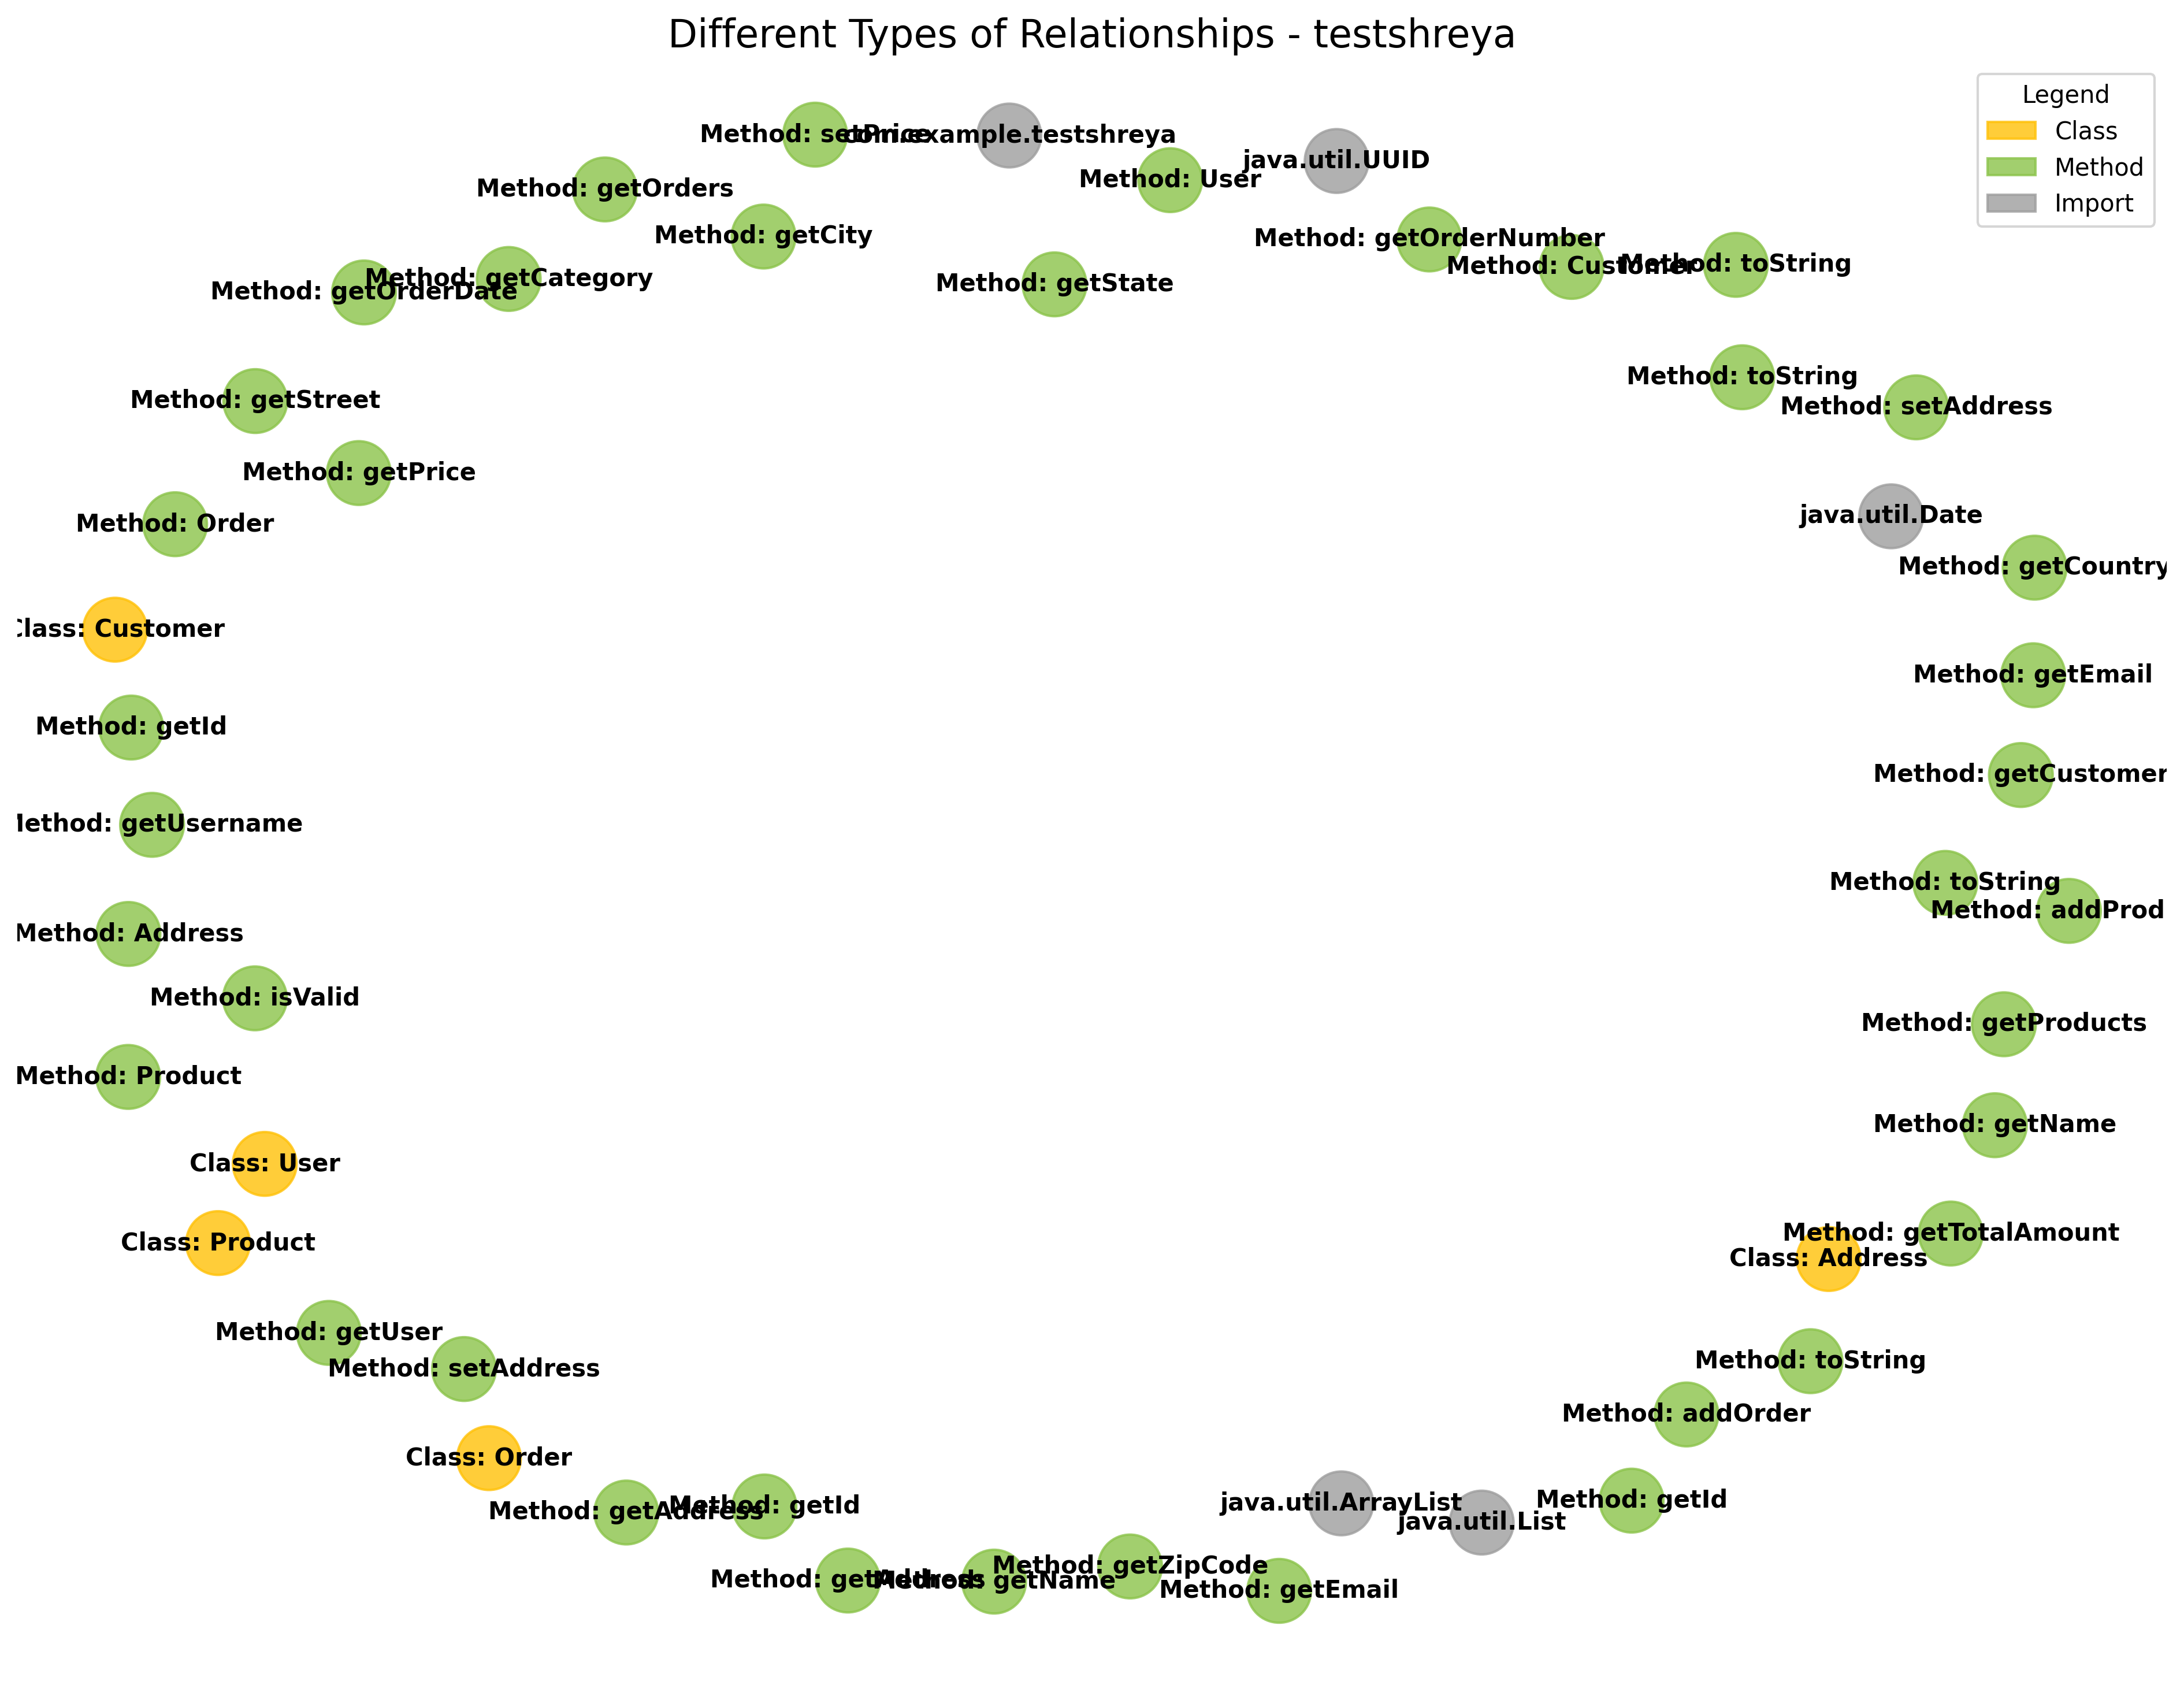 Different Types of Relationships - testshreya
Legend
Class
Method
Import
Method: setPrice
com.example.testshreya
java.util.UUID
Method: User
Method: getOrders
Method: getCity
Method: getOrderNumber
Method: Customer
Method: toString
Method: getCategory
Method: getOrderDate
Method: getState
Method: toString
Method: getStreet
Method: setAddress
Method: getPrice
java.util.Date
Method: Order
Method: getCountry
Class: Customer
Method: getEmail
Method: getId
Method: getCustomer
Method: getUsername
Method: toString
Method: addProd
Method: Address
Method: isValid
Method: getProducts
Method: Product
Method: getName
Class: User
Method: getTotalAmount
Class: Product
Class: Address
Method: getUser
Method: setAddress
Method: toString
Method: addOrder
Class: Order
Method: getAddress
Method: getId
java.util.ArrayList
java.util.List
Method: getId
Method: getAddress
Method: getName
Method: getZipCode
Method: getEmail